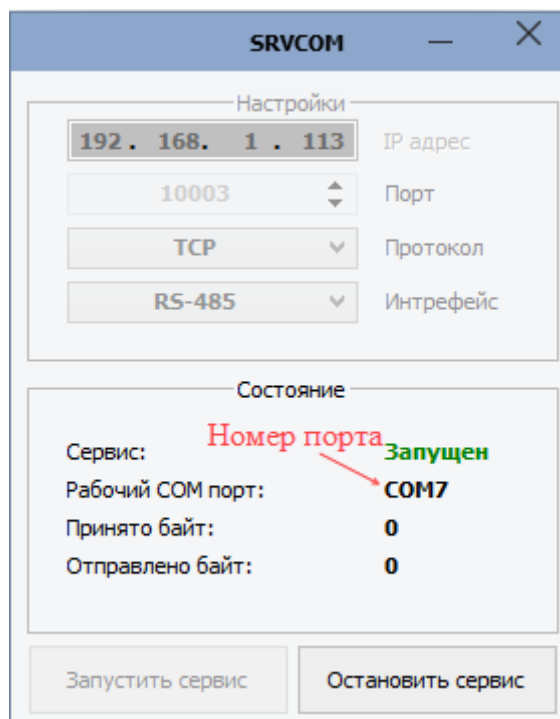 SRVCOM
Настройки
192 . 168. 1 . 113 IP адрес
10003 Порт
TCP Протокол
RS-485 Интрефейс
Состояние
Номер порта
Сервис: Запущен
Рабочий COM порт: COM7
Принято байт: 0
Отправлено байт: 0
Запустить сервис Остановить сервис